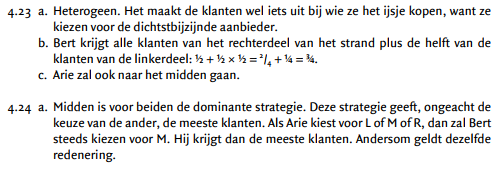 4.23 a. Heterogeen. Het maakt de klanten wel iets uit bij wie ze het ijsje kopen, want ze
kiezen voor de dichtstbijzijnde aanbieder.
b. Bert krijgt alle klanten van het rechterdeel van het strand plus de helft van de
klanten van de linkerdeel: ½ + ½ × ½ = ²/₄ + ¼ = ¾.
c. Arie zal ook naar het midden gaan.
4.24 a. Midden is voor beiden de dominante strategie. Deze strategie geeft, ongeacht de
keuze van de ander, de meeste klanten. Als Arie kiest voor L of M of R, dan zal Bert
steeds kiezen voor M. Hij krijgt dan de meeste klanten. Andersom geldt dezelfde
redenering.